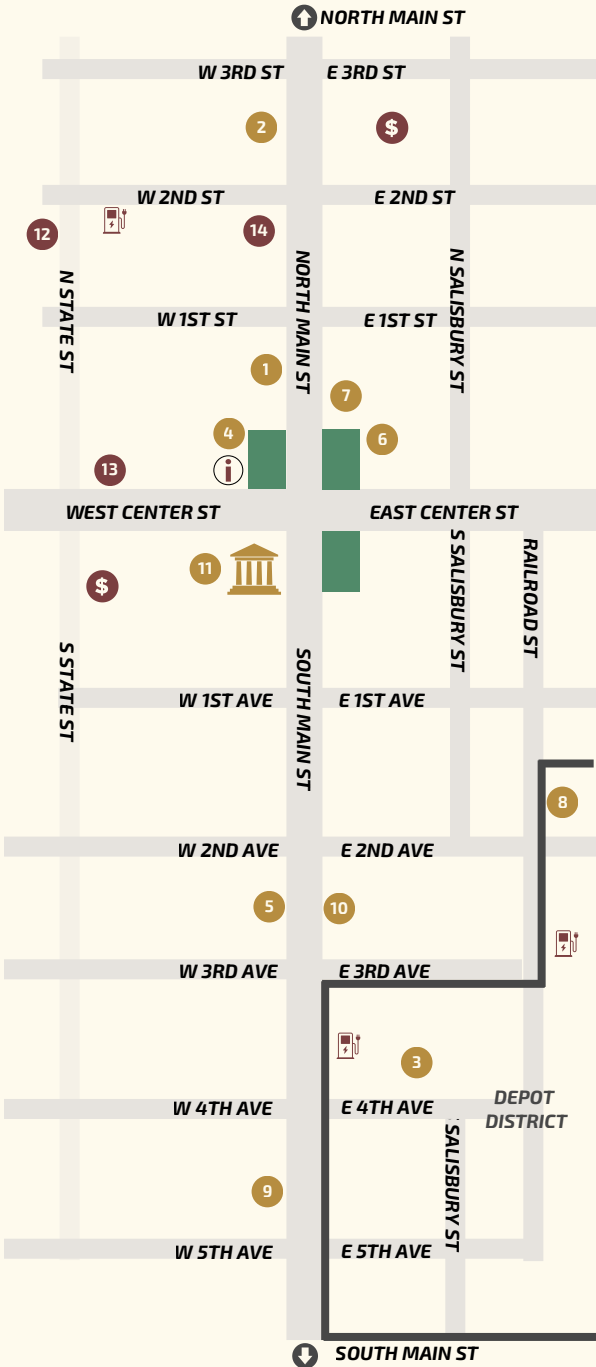 NORTH MAIN ST
W 3RD ST
E 3RD ST
2
$
W 2ND ST
E 2ND ST
12
14
N STATE ST
NORTH MAIN ST
N SALISBURY ST
W 1ST ST
E 1ST ST
1
7
4
6
13
i
WEST CENTER ST
EAST CENTER ST
11
$
S SALISBURY ST
RAILROAD ST
S STATE ST
SOUTH MAIN ST
W 1ST AVE
E 1ST AVE
8
W 2ND AVE
E 2ND AVE
5
10
W 3RD AVE
E 3RD AVE
3
W 4TH AVE
E 4TH AVE
DEPOT
DISTRICT
SALISBURY ST
9
W 5TH AVE
E 5TH AVE
SOUTH MAIN ST